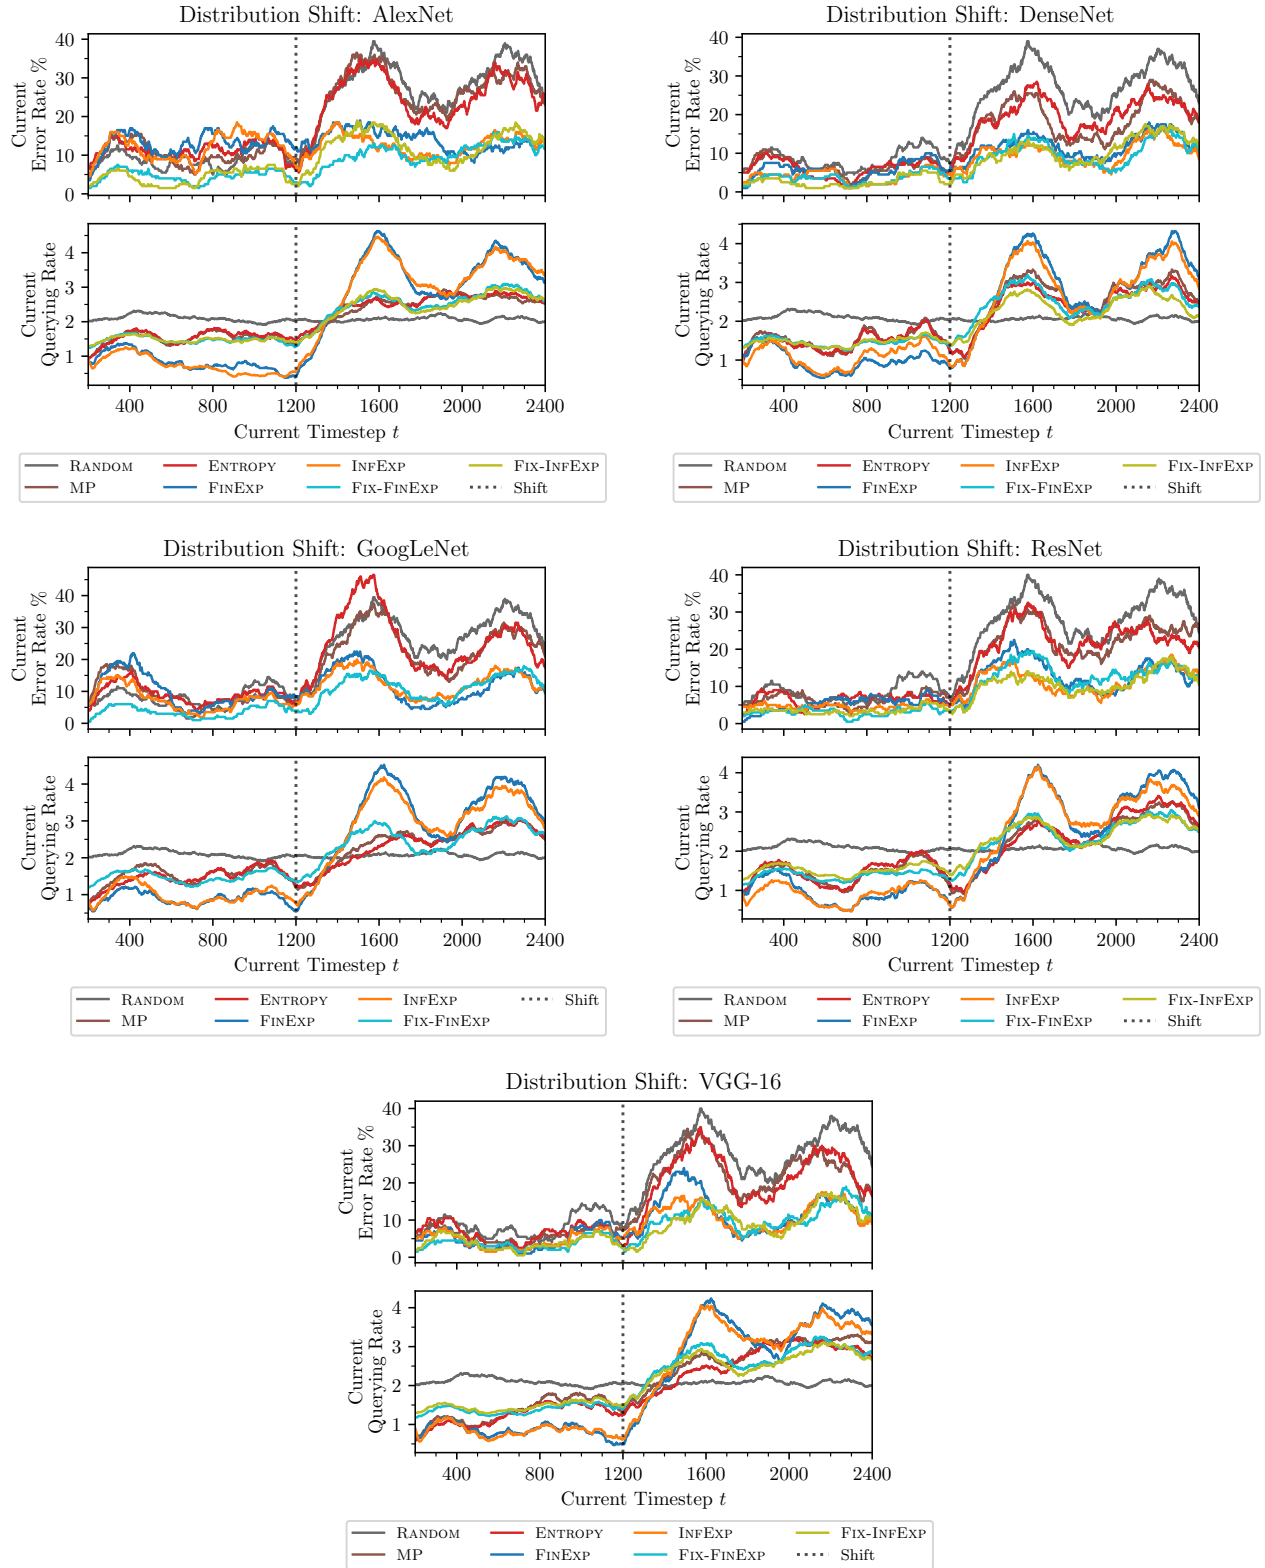 Distribution Shift: AlexNet
Current
Error Rate %
40
30
20
10
0
Current
Querying Rate
4
3
2
1
400 800 1200 1600 2000 2400
Current Timestep t
RANDOM ENTROPY INFEXP FIX-INFEXP
MP FINEXP FIX-FINEXP Shift
Distribution Shift: DenseNet
Current
Error Rate %
40
30
20
10
0
Current
Querying Rate
4
3
2
1
400 800 1200 1600 2000 2400
Current Timestep t
RANDOM ENTROPY INFEXP FIX-INFEXP
MP FINEXP FIX-FINEXP Shift
Distribution Shift: GoogLeNet
Current
Error Rate %
40
30
20
10
0
Current
Querying Rate
4
3
2
1
400 800 1200 1600 2000 2400
Current Timestep t
RANDOM ENTROPY INFEXP Shift
MP FINEXP FIX-FINEXP
Distribution Shift: ResNet
Current
Error Rate %
40
30
20
10
0
Current
Querying Rate
4
3
2
1
400 800 1200 1600 2000 2400
Current Timestep t
RANDOM ENTROPY INFEXP FIX-INFEXP
MP FINEXP FIX-FINEXP Shift
Distribution Shift: VGG-16
Current
Error Rate %
40
30
20
10
0
Current
Querying Rate
4
3
2
1
400 800 1200 1600 2000 2400
Current Timestep t
RANDOM ENTROPY INFEXP FIX-INFEXP
MP FINEXP FIX-FINEXP Shift